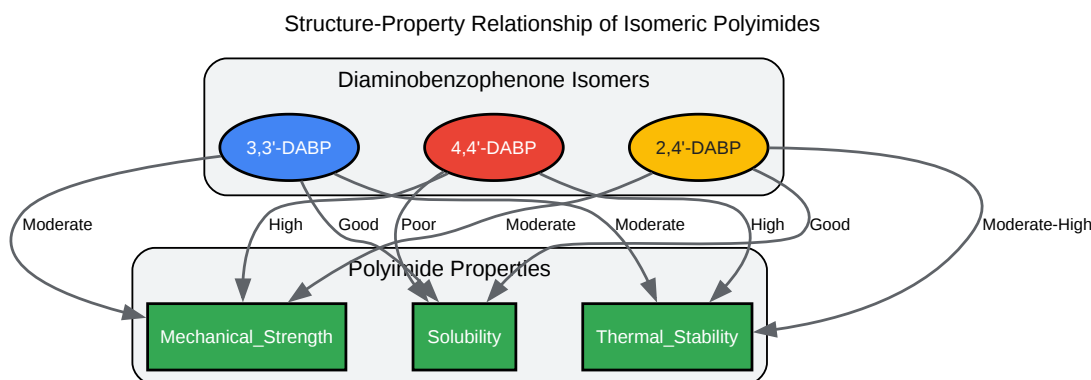 Structure-Property Relationship of Isomeric Polyimides
Diaminobenzophenone Isomers
3,3'-DABP
4,4'-DABP
2,4'-DABP
Moderate
High
Good
Poor
Moderate
Moderate
High
Good
Moderate-High
Polyimide Properties
Mechanical_Strength
Solubility
Thermal_Stability